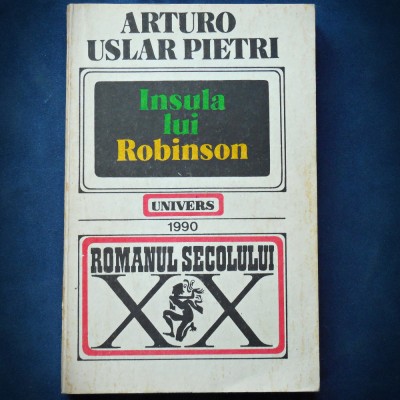 ARTURO
USLAR PIETRI
Insula
lui
Robinson
UNIVERS
1990
ROMANUL SECOLULUI
XX